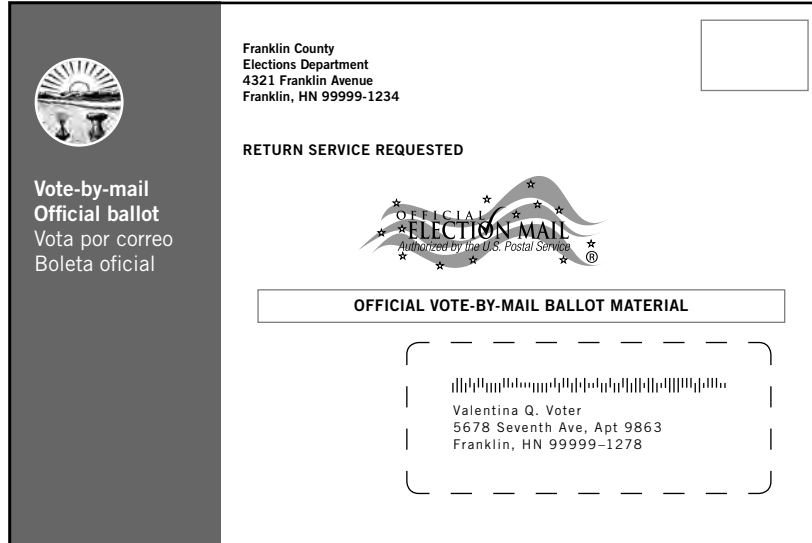 Vote-by-mail
Official ballot
Vota por correo
Boleta oficial
Franklin County
Elections Department
4321 Franklin Avenue
Franklin, HN 99999-1234
RETURN SERVICE REQUESTED
OFFICIAL
ELECTION MAIL
Authorized by the U.S. Postal Service
®
OFFICIAL VOTE-BY-MAIL BALLOT MATERIAL
Valentina Q. Voter
5678 Seventh Ave, Apt 9863
Franklin, HN 99999–1278